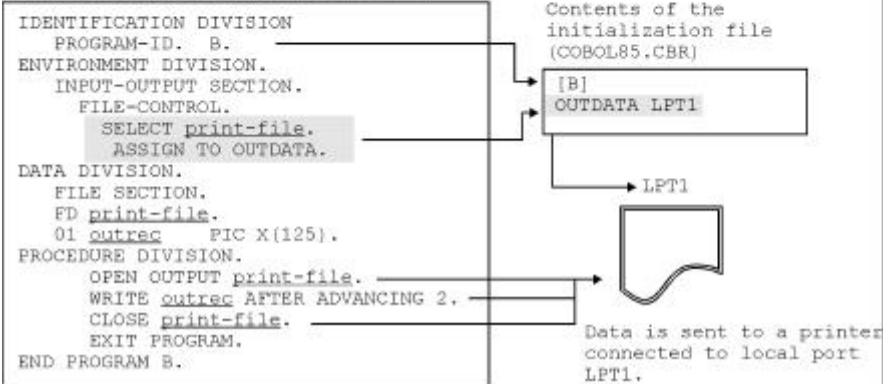 IDENTIFICATION DIVISION
PROGRAM-ID. B.
ENVIRONMENT DIVISION.
INPUT-OUTPUT SECTION.
FILE-CONTROL.
SELECT print-file.
ASSIGN TO OUTDATA.
DATA DIVISION.
FILE SECTION.
FD print-file.
01 outrec PIC X(125).
PROCEDURE DIVISION.
OPEN OUTPUT print-file.
WRITE outrec AFTER ADVANCING 2.
CLOSE print-file.
EXIT PROGRAM.
END PROGRAM B.
Contents of the
initialization file
(COBOL85.CBR)
[B]
OUTDATA LPT1
LPT1
Data is sent to a printer
connected to local port
LPT1.